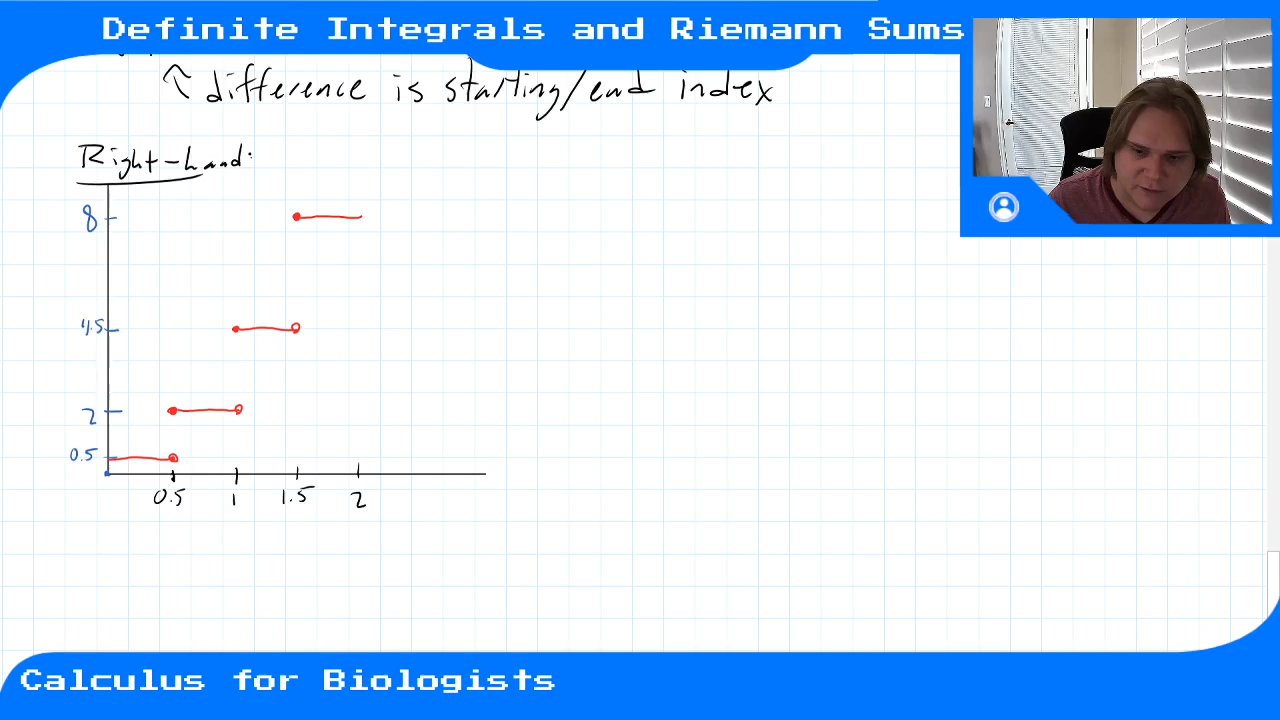 Definite Integrals and Riemann Sums
↑ difference is starting/end index
Right-hand:
8
4.5
2
0.5
0.5 1 1.5 2
Calculus for Biologists